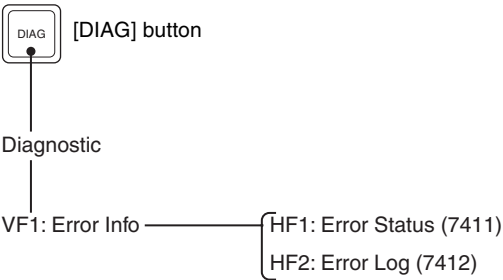 DIAG
[DIAG] button
Diagnostic
VF1: Error Info
HF1: Error Status (7411)
HF2: Error Log (7412)